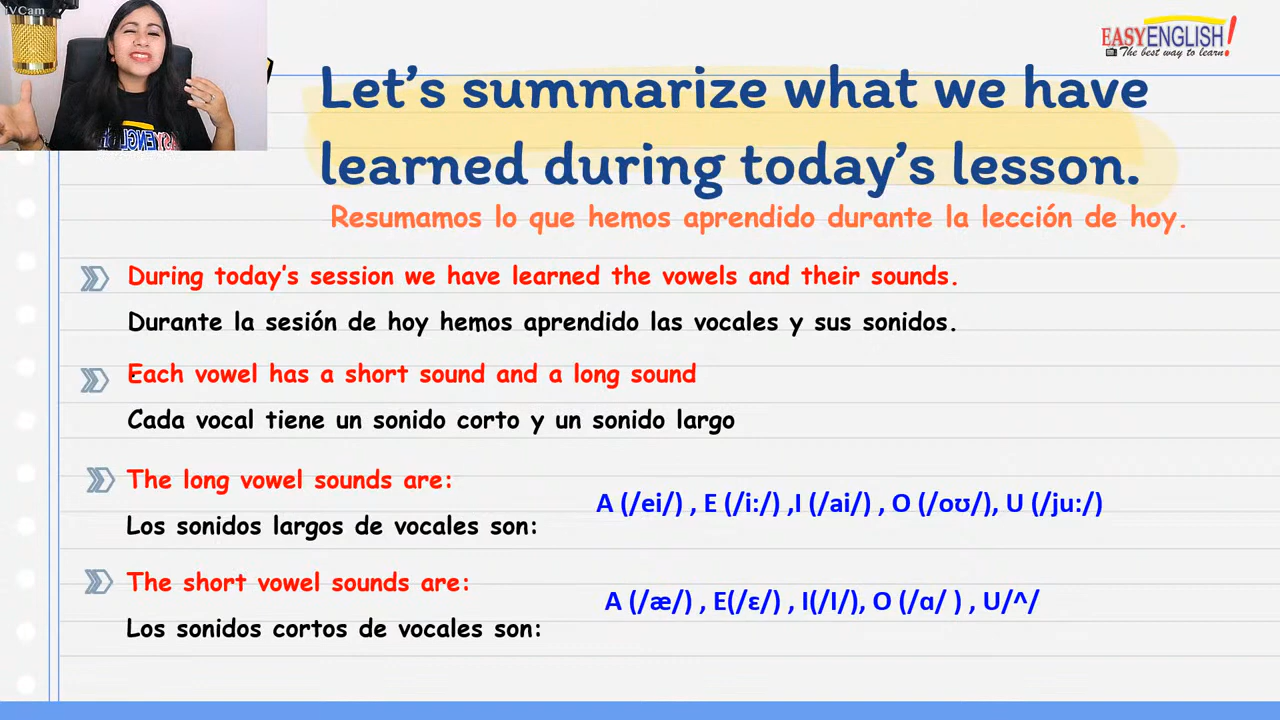 iVCam
EASYENGLISH!
The best way to learn!
Let's summarize what we have
learned during today's lesson.
Resumamos lo que hemos aprendido durante la lección de hoy.
During today's session we have learned the vowels and their sounds.
Durante la sesión de hoy hemos aprendido las vocales y sus sonidos.
Each vowel has a short sound and a long sound
Cada vocal tiene un sonido corto y un sonido largo
The long vowel sounds are:
A (/ei/) , E (/i:/) ,I (/ai/) , O (/oʊ/), U (/ju:/)
Los sonidos largos de vocales son:
The short vowel sounds are:
A (/æ/) , E(/ɛ/) , I(/I/), O (/ɑ/ ) , U/^/
Los sonidos cortos de vocales son: